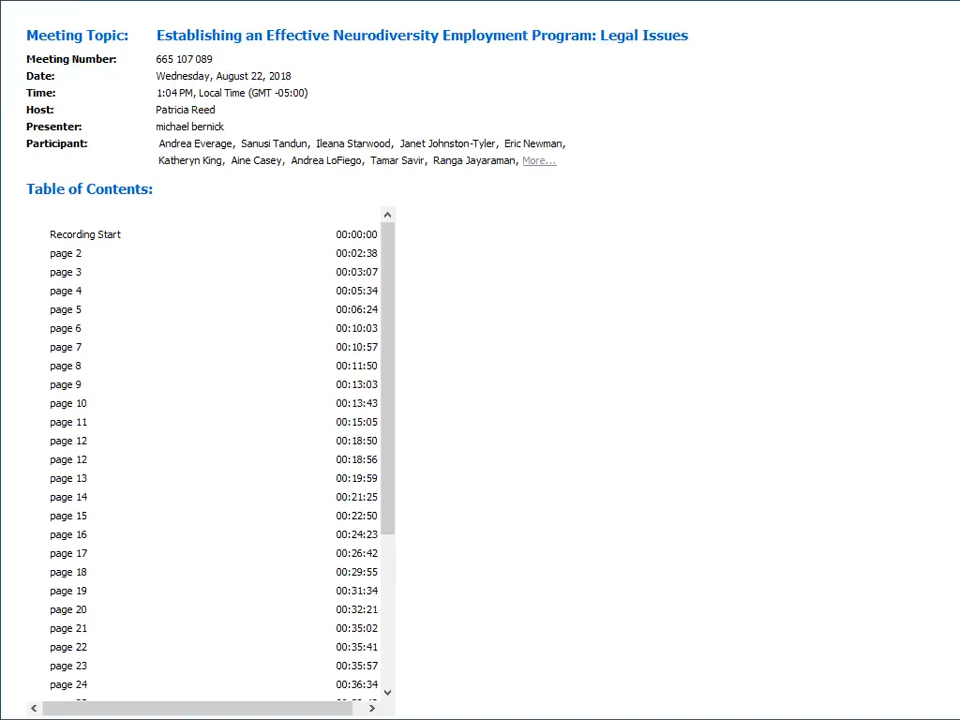 Meeting Topic: Establishing an Effective Neurodiversity Employment Program: Legal Issues
Meeting Number: 665 107 089
Date: Wednesday, August 22, 2018
Time: 1:04 PM, Local Time (GMT -05:00)
Host: Patricia Reed
Presenter: michael bernick
Participant: Andrea Everage, Sanusi Tandun, Ileana Starwood, Janet Johnston-Tyler, Eric Newman,
Katheryn King, Aine Casey, Andrea LoFiego, Tamar Savir, Ranga Jayaraman, More...
Table of Contents:
Recording Start 00:00:00
page 2 00:02:38
page 3 00:03:07
page 4 00:05:34
page 5 00:06:24
page 6 00:10:03
page 7 00:10:57
page 8 00:11:50
page 9 00:13:03
page 10 00:13:43
page 11 00:15:05
page 12 00:18:50
page 12 00:18:56
page 13 00:19:59
page 14 00:21:25
page 15 00:22:50
page 16 00:24:23
page 17 00:26:42
page 18 00:29:55
page 19 00:31:34
page 20 00:32:21
page 21 00:35:02
page 22 00:35:41
page 23 00:35:57
page 24 00:36:34